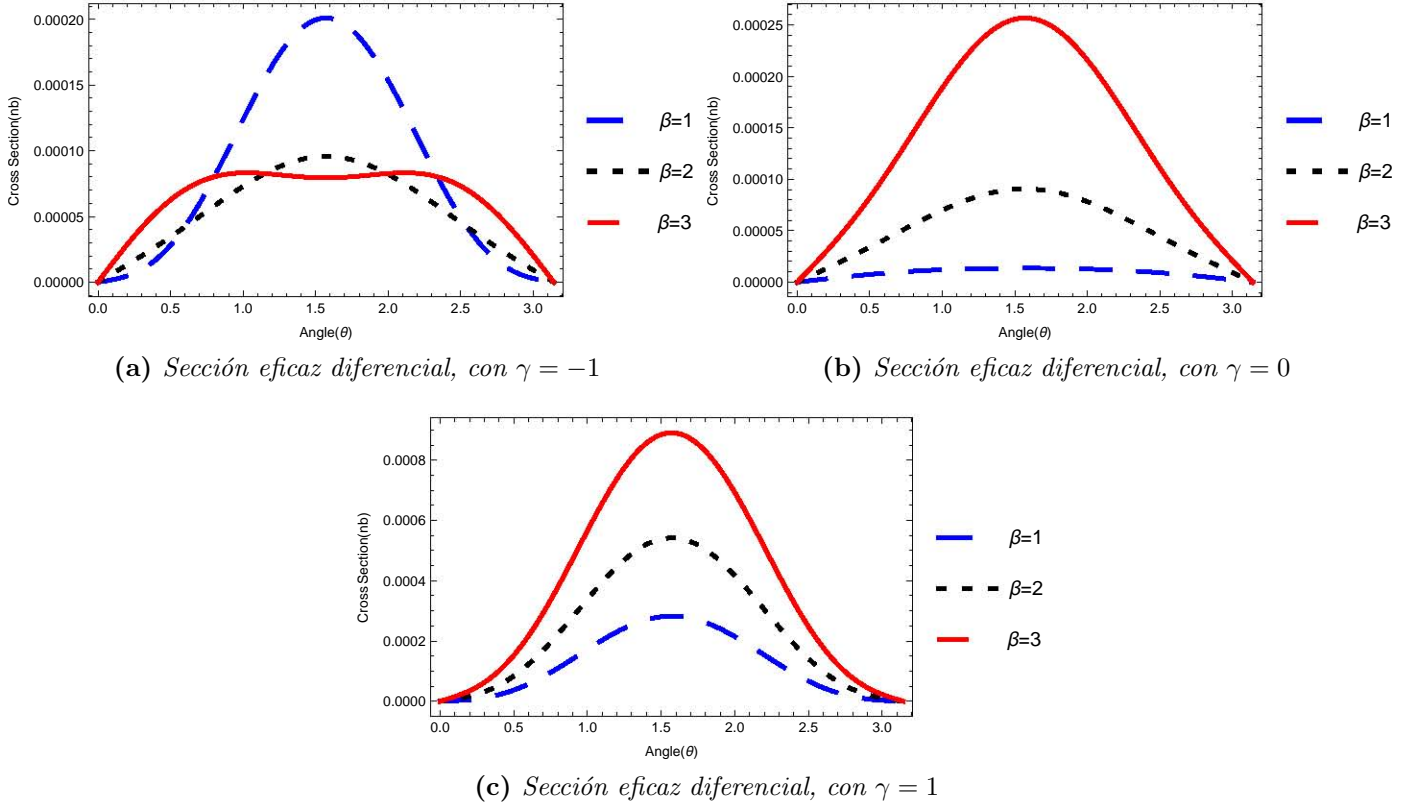 0.00020
0.00015
0.00010
0.00005
0.00000
Cross Section(nb)
0.0 0.5 1.0 1.5 2.0 2.5 3.0
Angle(θ)
β=1
β=2
β=3
(a) Sección eficaz diferencial, con γ = −1
0.00025
0.00020
0.00015
0.00010
0.00005
0.00000
Cross Section(nb)
0.0 0.5 1.0 1.5 2.0 2.5 3.0
Angle(θ)
β=1
β=2
β=3
(b) Sección eficaz diferencial, con γ = 0
0.0008
0.0006
0.0004
0.0002
0.0000
Cross Section(nb)
0.0 0.5 1.0 1.5 2.0 2.5 3.0
Angle(θ)
β=1
β=2
β=3
(c) Sección eficaz diferencial, con γ = 1